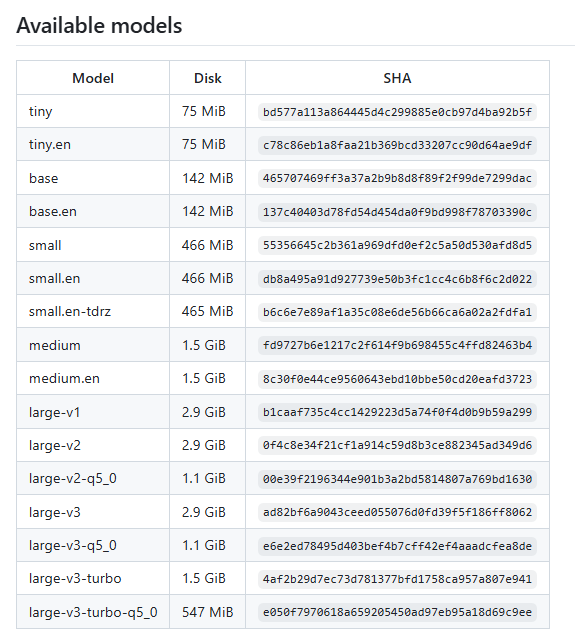 Available models
Model Disk SHA
tiny 75 MiB bd577a113a864445d4c299885e0cb97d4ba92b5f
tiny.en 75 MiB c78c86eb1a8faa21b369bcd33207cc90d64ae9df
base 142 MiB 465707469ff3a37a2b9b8d8f89f2f99de7299dac
base.en 142 MiB 137c40403d78fd54d454da0f9bd998f78703390c
small 466 MiB 55356645c2b361a969dfd0ef2c5a50d530afd8d5
small.en 466 MiB db8a495a91d927739e50b3fc1cc4c6b8f6c2d022
small.en-tdrz 465 MiB b6c6e7e89af1a35c08e6de56b66ca6a02a2fdfa1
medium 1.5 GiB fd9727b6e1217c2f614f9b698455c4ffd82463b4
medium.en 1.5 GiB 8c30f0e44ce9560643ebd10bbe50cd20eafd3723
large-v1 2.9 GiB b1caaf735c4cc1429223d5a74f0f4d0b9b59a299
large-v2 2.9 GiB 0f4c8e34f21cf1a914c59d8b3ce882345ad349d6
large-v2-q5_0 1.1 GiB 00e39f2196344e901b3a2bd5814807a769bd1630
large-v3 2.9 GiB ad82bf6a9043ceed055076d0fd39f5f186ff8062
large-v3-q5_0 1.1 GiB e6e2ed78495d403bef4b7cff42ef4aaadcfea8de
large-v3-turbo 1.5 GiB 4af2b29d7ec73d781377bfd1758ca957a807e941
large-v3-turbo-q5_0 547 MiB e050f7970618a659205450ad97eb95a18d69c9ee